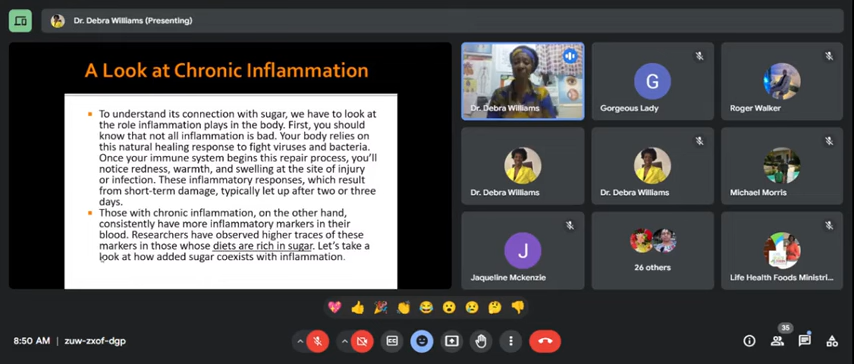 Dr. Debra Williams (Presenting)
A Look at Chronic Inflammation
To understand its connection with sugar, we have to look at
the role inflammation plays in the body. First, you should
know that not all inflammation is bad. Your body relies on
this natural healing response to fight viruses and bacteria.
Once your immune system begins this repair process, you'll
notice redness, warmth, and swelling at the site of injury
or infection. These inflammatory responses, which result
from short-term damage, typically let up after two or three
days.
Those with chronic inflammation, on the other hand,
consistently have more inflammatory markers in their
blood. Researchers have observed higher traces of these
markers in those whose diets are rich in sugar. Let's take a
look at how added sugar coexists with inflammation.
Dr. Debra Williams
G
Gorgeous Lady
Roger Walker
Dr. Debra Williams
Dr. Debra Williams
Michael Morris
J
Jaqueline Mckenzie
26 others
Life Health Foods Ministri...
8:50 AM | zuw-zxof-dgp
CC
35